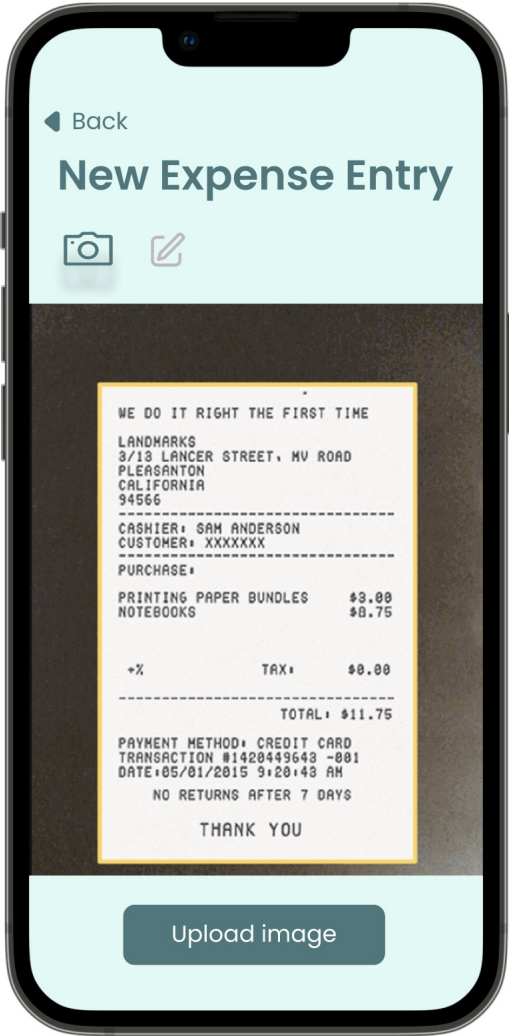 Back
New Expense Entry
WE DO IT RIGHT THE FIRST TIME
LANDMARKS
3/13 LANCER STREET, MV ROAD
PLEASANTON
CALIFORNIA
94566
CASHIER: SAM ANDERSON
CUSTOMER: XXXXXXX
PURCHASE:
PRINTING PAPER BUNDLES $3.00
NOTEBOOKS $8.75
+% TAX: $0.00
TOTAL: $11.75
PAYMENT METHOD: CREDIT CARD
TRANSACTION #1420449643 -001
DATE:05/01/2015 9:20:43 AM
NO RETURNS AFTER 7 DAYS
THANK YOU
Upload image